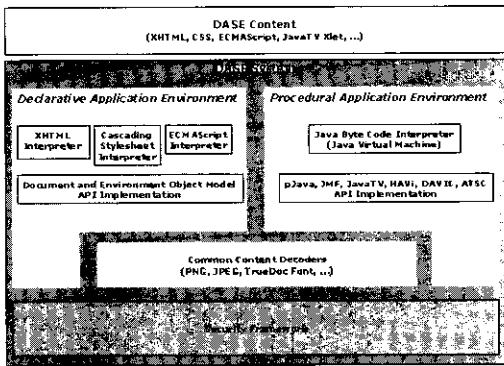 DASE Content
(XHTML, CSS, ECMAScript, JavaTV Xlet, ...)
DASE System
Declarative Application Environment
Procedural Application Environment
XHTML
Interpreter
Cascading
Stylesheet
Interpreter
ECMAScript
Interpreter
Java Byte Code Interpreter
(Java Virtual Machine)
Document and Environment Object Model
API Implementation
pJava, JMF, JavaTV, HAVi, DAVIC, ATSC
API Implementation
Common Content Decoders
(PNG, JPEG, TrueDoc Font, ...)
Security Framework